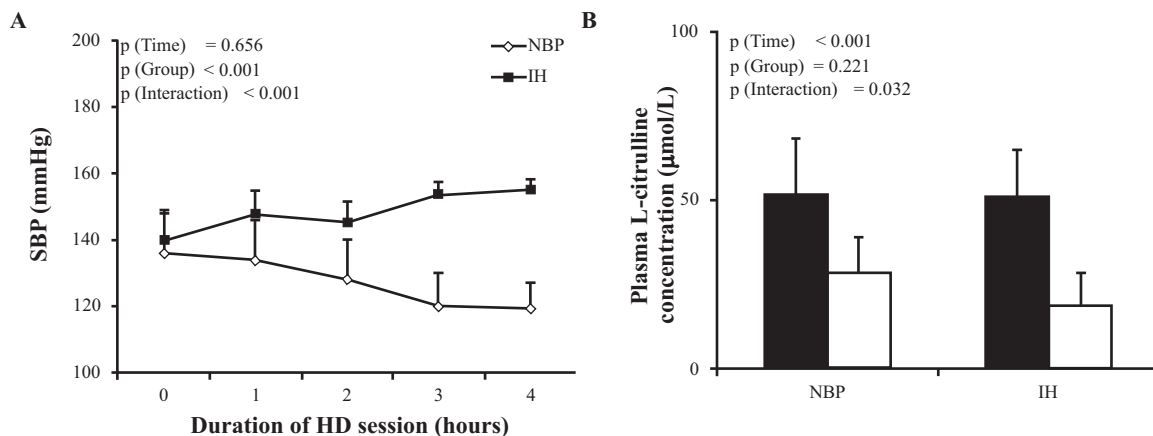 A
p (Time) = 0.656
p (Group) < 0.001
p (Interaction) < 0.001
NBP
IH
SBP (mmHg)
200
180
160
140
120
100
0 1 2 3 4
Duration of HD session (hours)
B
p (Time) < 0.001
p (Group) = 0.221
p (Interaction) = 0.032
Plasma L-citrulline
concentration (μmol/L)
100
50
0
NBP IH